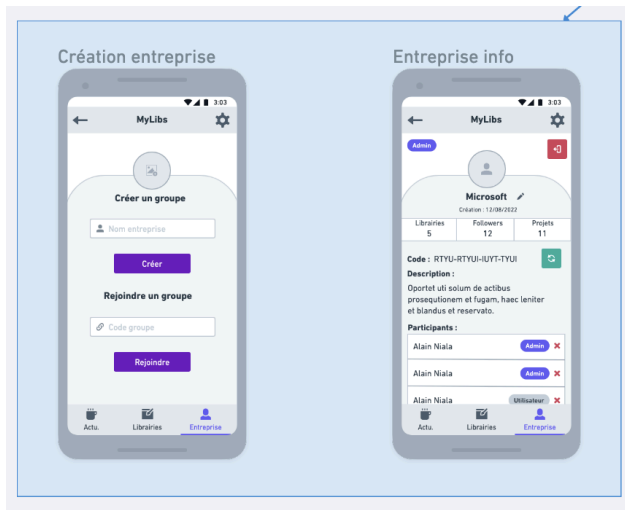 Création entreprise
3:03
MyLibs
Créer un groupe
Nom entreprise
Créer
Rejoindre un groupe
Code groupe
Rejoindre
Actu.
Librairies
Entreprise
Entreprise info
3:03
MyLibs
Admin
Microsoft
Création : 12/08/2022
Librairies Followers Projets
5 12 11
Code : RTYU-RTYUI-IUYT-TYUI
Description :
Oportet uti solum de actibus
prosequtionem et fugam, haec leniter
et blandus et reservato.
Participants :
Alain Niala Admin
Alain Niala Admin
Alain Niala Utilisateur
Actu.
Librairies
Entreprise